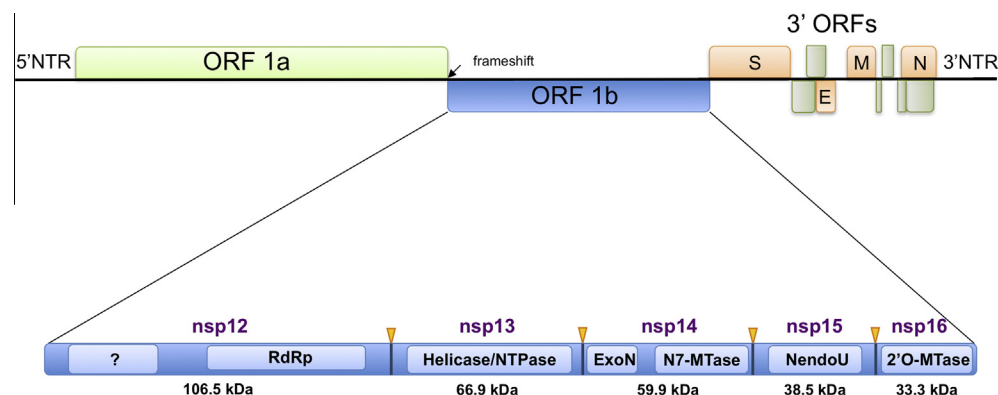 3’ ORFs
5’NTR ORF 1a frameshift S M N 3’NTR
ORF 1b E
nsp12 nsp13 nsp14 nsp15 nsp16
? RdRp Helicase/NTPase ExoN N7-MTase NendoU 2’O-MTase
106.5 kDa 66.9 kDa 59.9 kDa 38.5 kDa 33.3 kDa